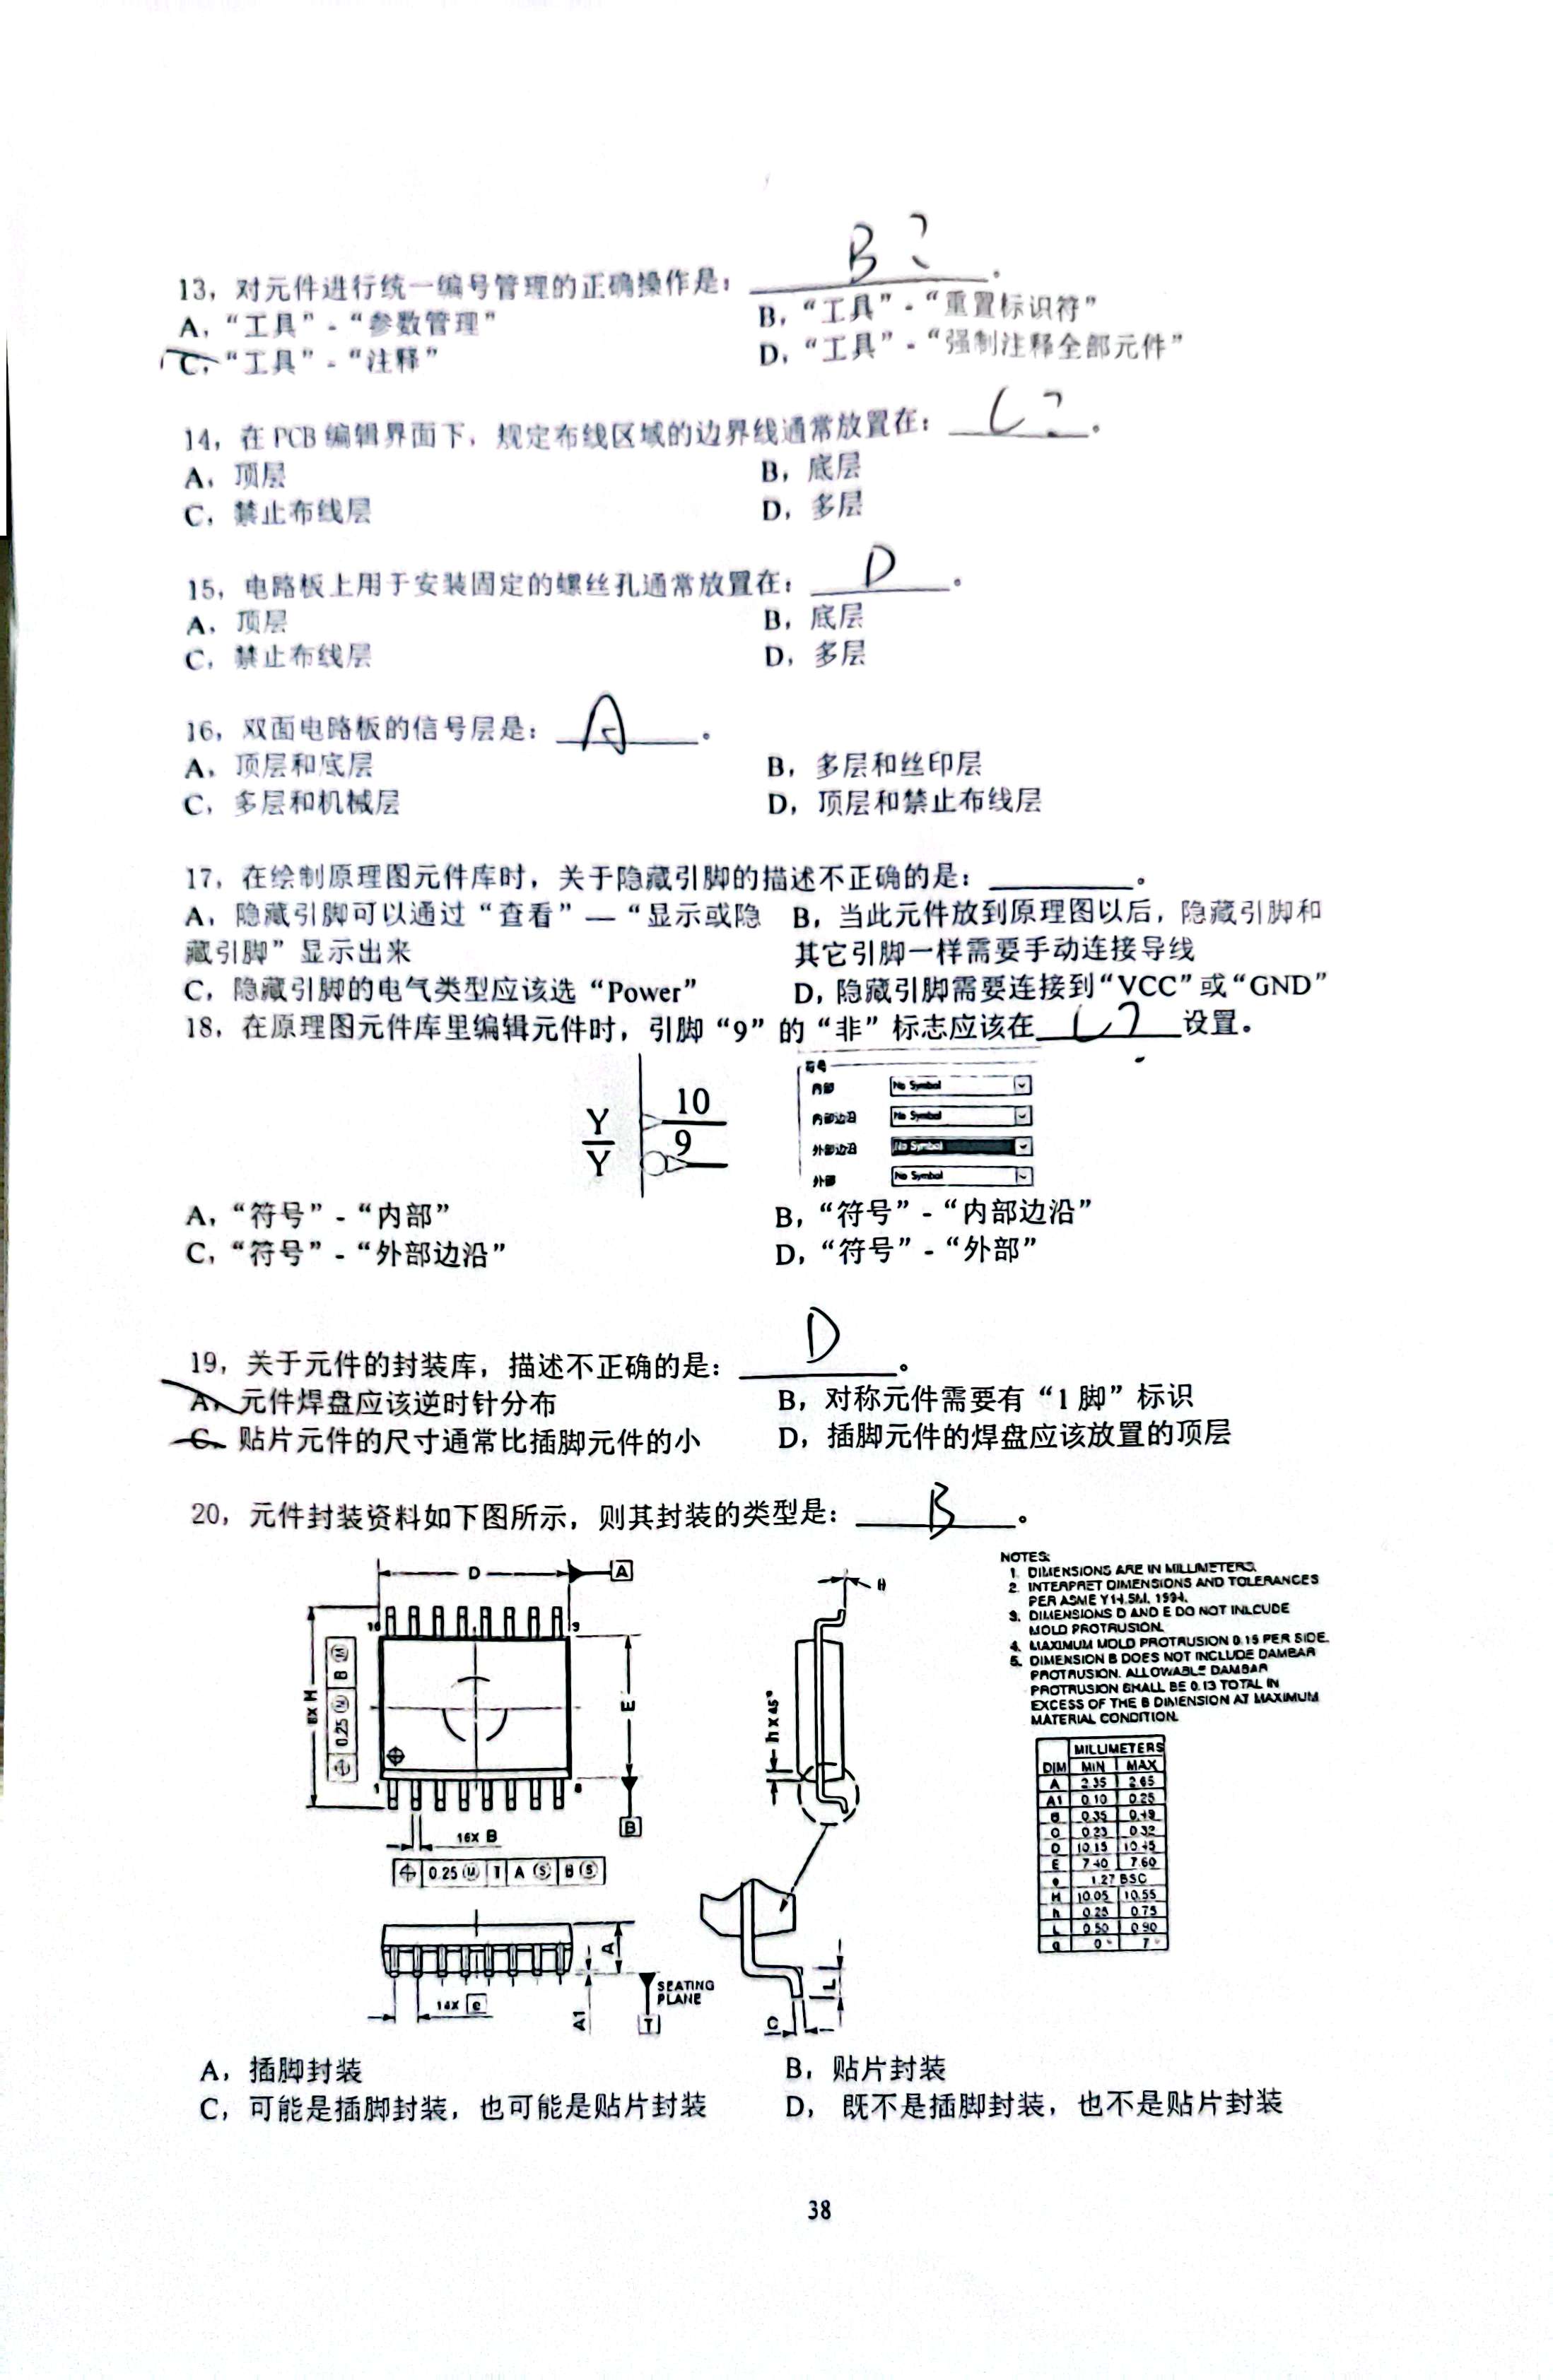 13，对元件进行统一编号管理的正确操作是： B？ 。
A，“工具”-“参数管理” B，“工具”-“重置标识符”
C，“工具”-“注释” D，“工具”-“强制注释全部元件”
14，在 PCB 编辑界面下，规定布线区域的边界线通常放置在： C？ 。
A，顶层 B，底层
C，禁止布线层 D，多层
15，电路板上用于安装固定的螺丝孔通常放置在： D 。
A，顶层 B，底层
C，禁止布线层 D，多层
16，双面电路板的信号层是： A 。
A，顶层和底层 B，多层和丝印层
C，多层和机械层 D，顶层和禁止布线层
17，在绘制原理图元件库时，关于隐藏引脚的描述不正确的是：________。
A，隐藏引脚可以通过“查看”—“显示或隐 B，当此元件放到原理图以后，隐藏引脚和
藏引脚”显示出来 其它引脚一样需要手动连接导线
C，隐藏引脚的电气类型应该选“Power” D，隐藏引脚需要连接到“VCC”或“GND”
18，在原理图元件库里编辑元件时，引脚“9”的“非”标志应该在 C？ 设置。
符号
内部 No Symbol
内部边沿 No Symbol
外部边沿 No Symbol
外部 No Symbol
Y 10
Y 9
A，“符号”-“内部” B，“符号”-“内部边沿”
C，“符号”-“外部边沿” D，“符号”-“外部”
19，关于元件的封装库，描述不正确的是： D 。
A，元件焊盘应该逆时针分布 B，对称元件需要有“1 脚”标识
C，贴片元件的尺寸通常比插脚元件的小 D，插脚元件的焊盘应该放置的顶层
20，元件封装资料如下图所示，则其封装的类型是： B 。
D A
16 9
8X H
0.25 M B M
E
1 8
B
16X B
0.25 M T A S B S
A
14X e
A1
SEATING
PLANE
T
θ
h X 45°
L
C
NOTES:
1. DIMENSIONS ARE IN MILLIMETERS.
2. INTERPRET DIMENSIONS AND TOLERANCES
PER ASME Y14.5M, 1994.
3. DIMENSIONS D AND E DO NOT INLCUDE
MOLD PROTRUSION.
4. MAXIMUM MOLD PROTRUSION 0.15 PER SIDE.
5. DIMENSION B DOES NOT INCLUDE DAMBAR
PROTRUSION. ALLOWABLE DAMBAR
PROTRUSION SHALL BE 0.13 TOTAL IN
EXCESS OF THE B DIMENSION AT MAXIMUM
MATERIAL CONDITION.
MILLIMETERS
DIM MIN MAX
A 2.35 2.65
A1 0.10 0.25
B 0.35 0.49
C 0.23 0.32
D 10.15 10.45
E 7.40 7.60
e 1.27 BSC
H 10.05 10.55
h 0.25 0.75
L 0.50 0.90
q 0° 7°
A，插脚封装 B，贴片封装
C，可能是插脚封装，也可能是贴片封装 D， 既不是插脚封装，也不是贴片封装
38